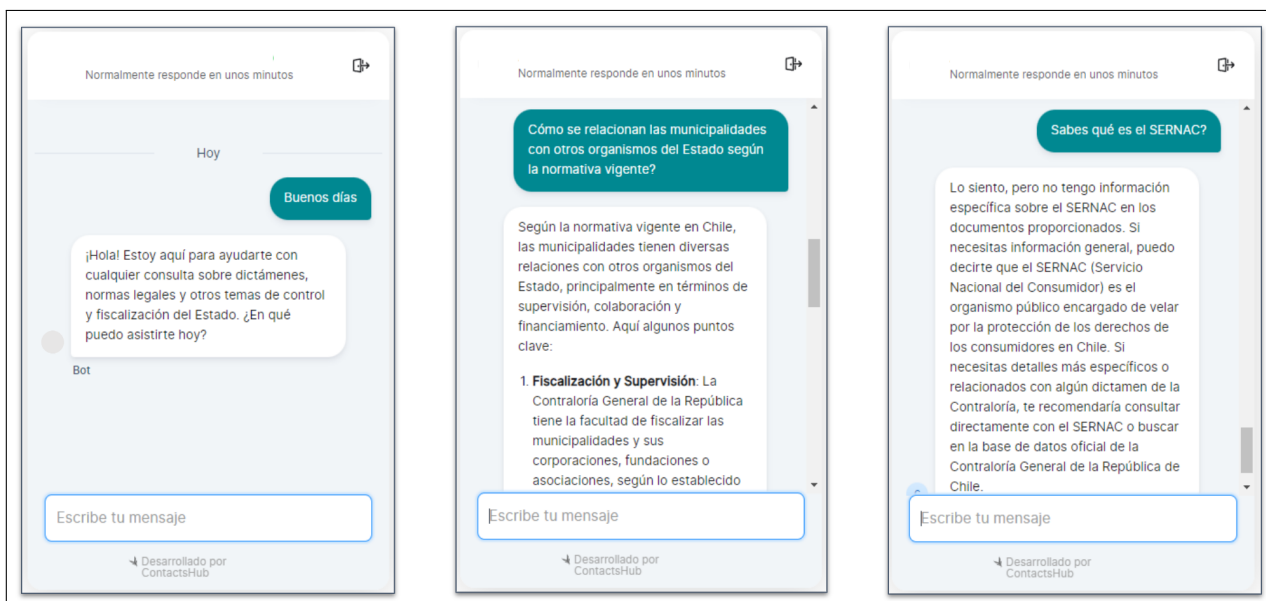 Normalmente responde en unos minutos
Hoy
Buenos días
¡Hola! Estoy aquí para ayudarte con
cualquier consulta sobre dictámenes,
normas legales y otros temas de control
y fiscalización del Estado. ¿En qué
puedo asistirte hoy?
Bot
Escribe tu mensaje
Desarrollado por
ContactsHub
Normalmente responde en unos minutos
Cómo se relacionan las municipalidades
con otros organismos del Estado según
la normativa vigente?
Según la normativa vigente en Chile,
las municipalidades tienen diversas
relaciones con otros organismos del
Estado, principalmente en términos de
supervisión, colaboración y
financiamiento. Aquí algunos puntos
clave:
1. Fiscalización y Supervisión: La
Contraloría General de la República
tiene la facultad de fiscalizar las
municipalidades y sus
corporaciones, fundaciones o
asociaciones, según lo establecido
Escribe tu mensaje
Desarrollado por
ContactsHub
Normalmente responde en unos minutos
Sabes qué es el SERNAC?
Lo siento, pero no tengo información
específica sobre el SERNAC en los
documentos proporcionados. Si
necesitas información general, puedo
decirte que el SERNAC (Servicio
Nacional del Consumidor) es el
organismo público encargado de velar
por la protección de los derechos de
los consumidores en Chile. Si
necesitas detalles más específicos o
relacionados con algún dictamen de la
Contraloría, te recomendaría consultar
directamente con el SERNAC o buscar
en la base de datos oficial de la
Contraloría General de la República de
Chile.
Escribe tu mensaje
Desarrollado por
ContactsHub